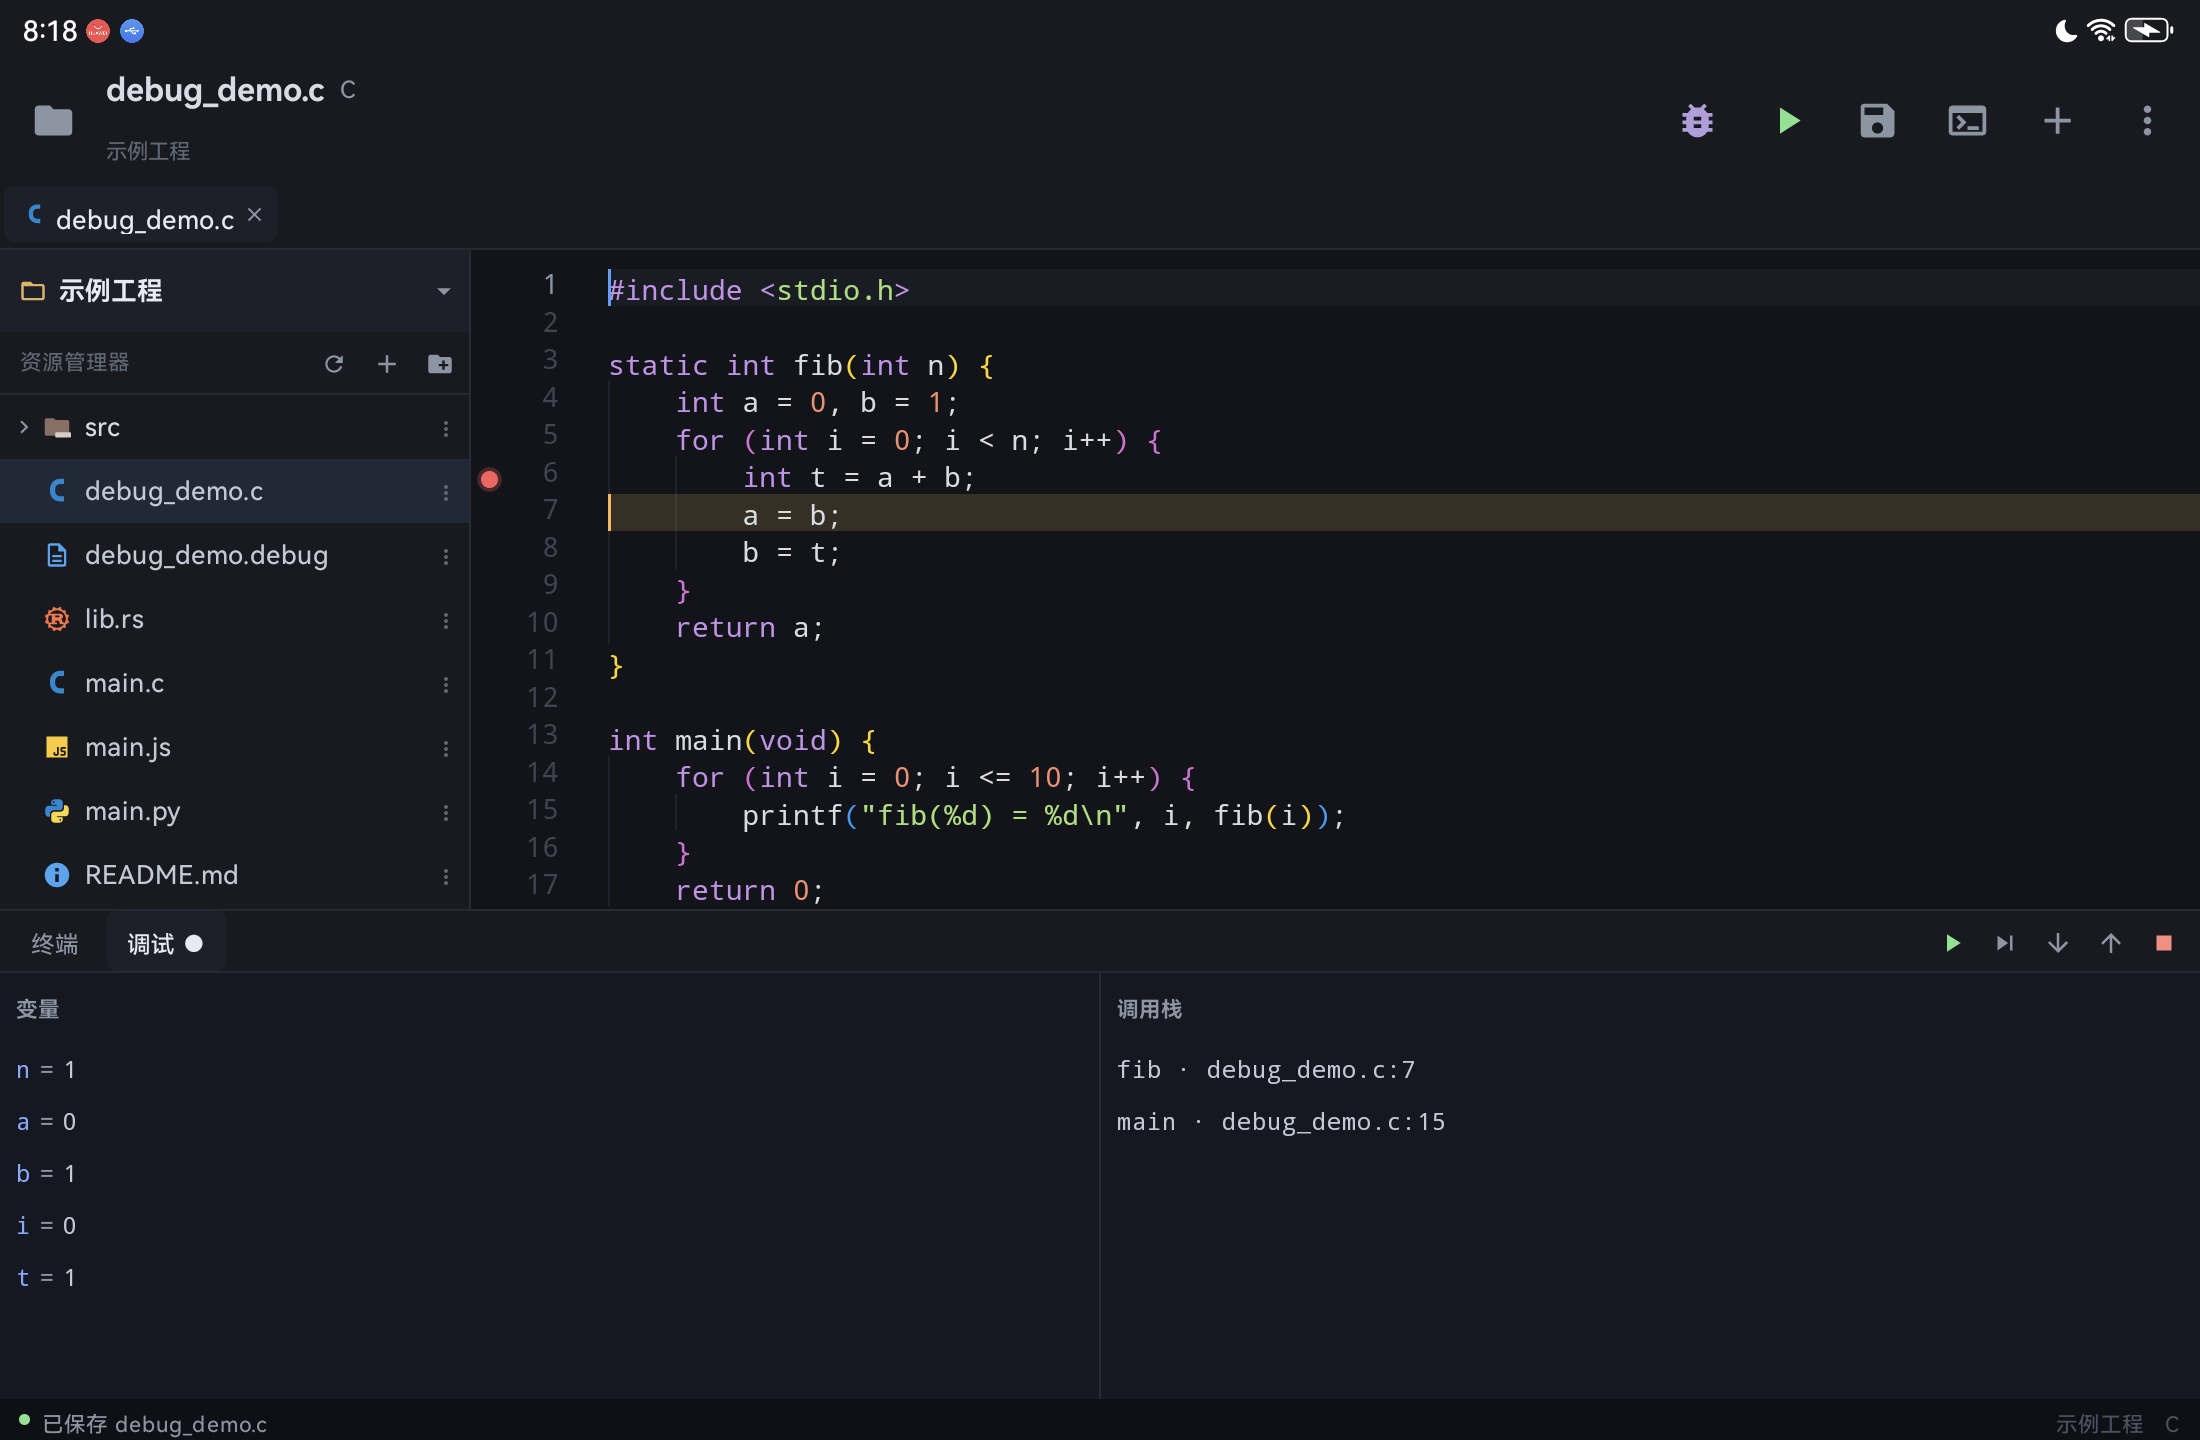 8:18
debug_demo.c C
示例工程
debug_demo.c
示例工程
资源管理器
src
debug_demo.c
debug_demo.debug
lib.rs
main.c
main.js
main.py
README.md
1 #include <stdio.h>
2
3 static int fib(int n) {
4     int a = 0, b = 1;
5     for (int i = 0; i < n; i++) {
6         int t = a + b;
7         a = b;
8         b = t;
9     }
10     return a;
11 }
12
13 int main(void) {
14     for (int i = 0; i <= 10; i++) {
15         printf("fib(%d) = %d\n", i, fib(i));
16     }
17     return 0;
终端 调试
变量
n = 1
a = 0
b = 1
i = 0
t = 1
调用栈
fib · debug_demo.c:7
main · debug_demo.c:15
已保存 debug_demo.c
示例工程 C